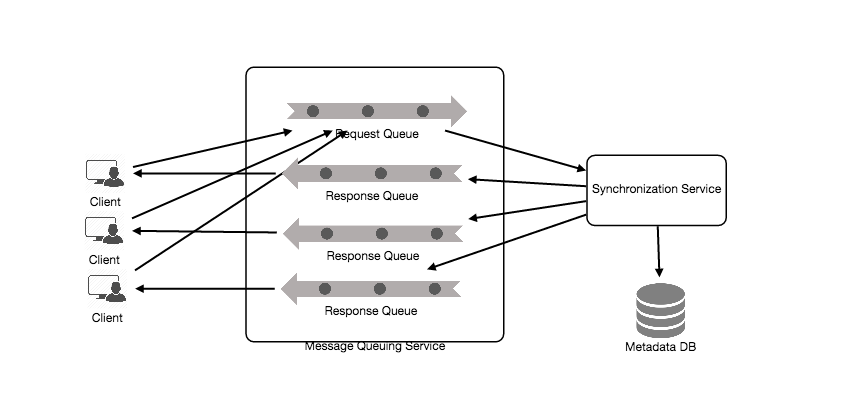 Request Queue
Response Queue
Synchronization Service
Client
Response Queue
Client
Response Queue
Client
Message Queuing Service
Metadata DB